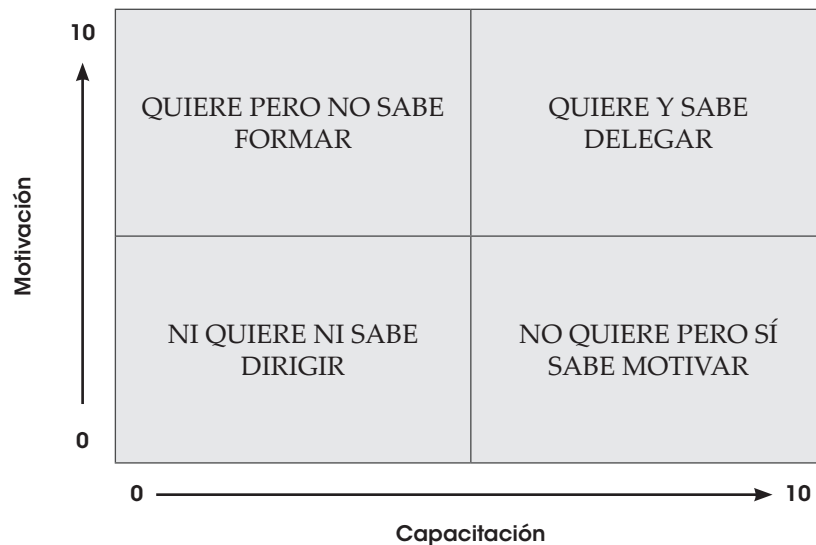 10
QUIERE PERO NO SABE
FORMAR
QUIERE Y SABE
DELEGAR
Motivación
NI QUIERE NI SABE
DIRIGIR
NO QUIERE PERO SÍ
SABE MOTIVAR
0
0
10
Capacitación